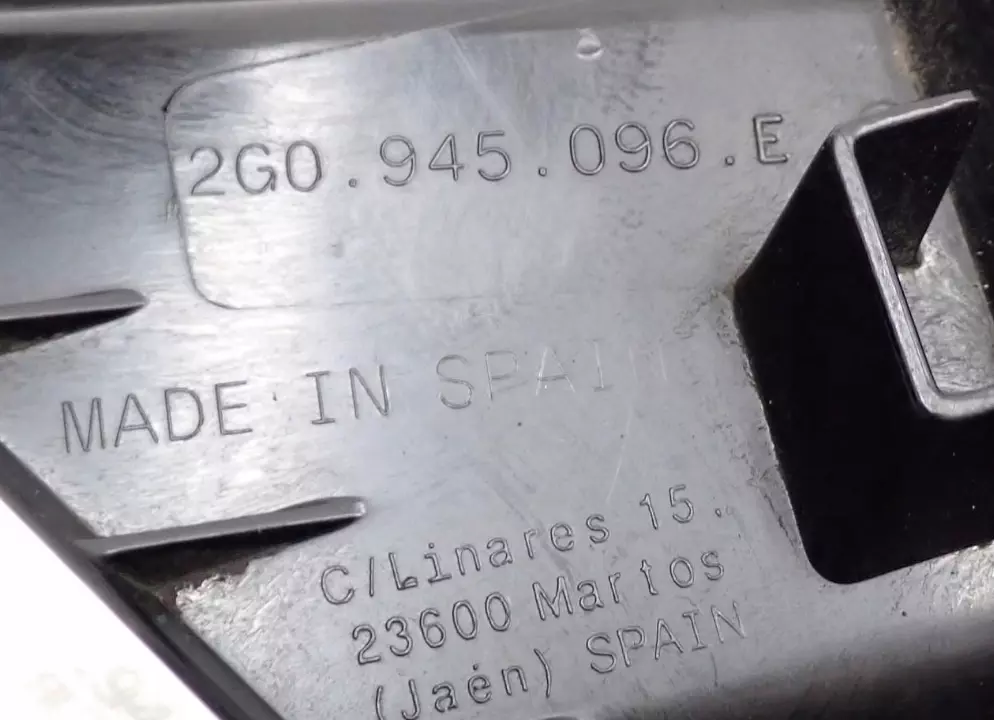 2G0.945.096.E
MADE IN SPAIN
C/Linares 15.
23600 Martos
(Jaén) SPAIN